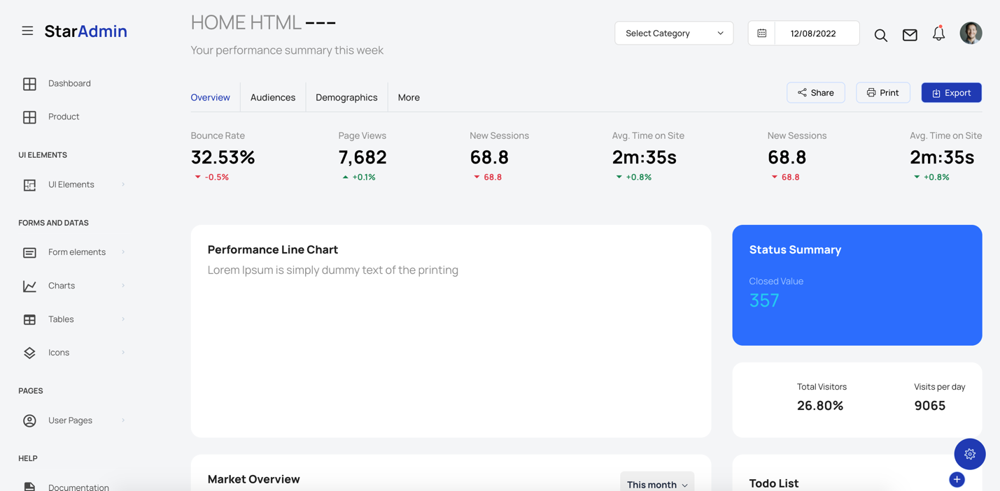 StarAdmin
HOME HTML ---
Your performance summary this week
Select Category
12/08/2022
Dashboard
Product
UI ELEMENTS
UI Elements
FORMS AND DATAS
Form elements
Charts
Tables
Icons
PAGES
User Pages
HELP
Documentation
Overview Audiences Demographics More
Share Print Export
Bounce Rate Page Views New Sessions Avg. Time on Site New Sessions Avg. Time on Site
32.53% 7,682 68.8 2m:35s 68.8 2m:35s
-0.5% +0.1% 68.8 +0.8% 68.8 +0.8%
Performance Line Chart
Lorem Ipsum is simply dummy text of the printing
Status Summary
Closed Value
357
Total Visitors Visits per day
26.80% 9065
Market Overview
This month
Todo List